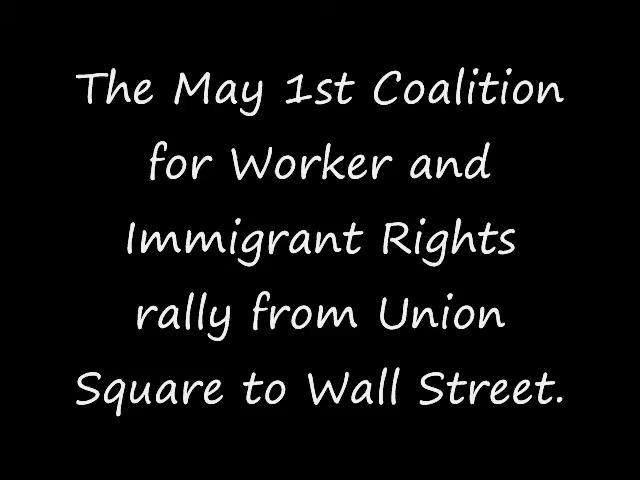 The May 1st Coalition
for Worker and
Immigrant Rights
rally from Union
Square to Wall Street.